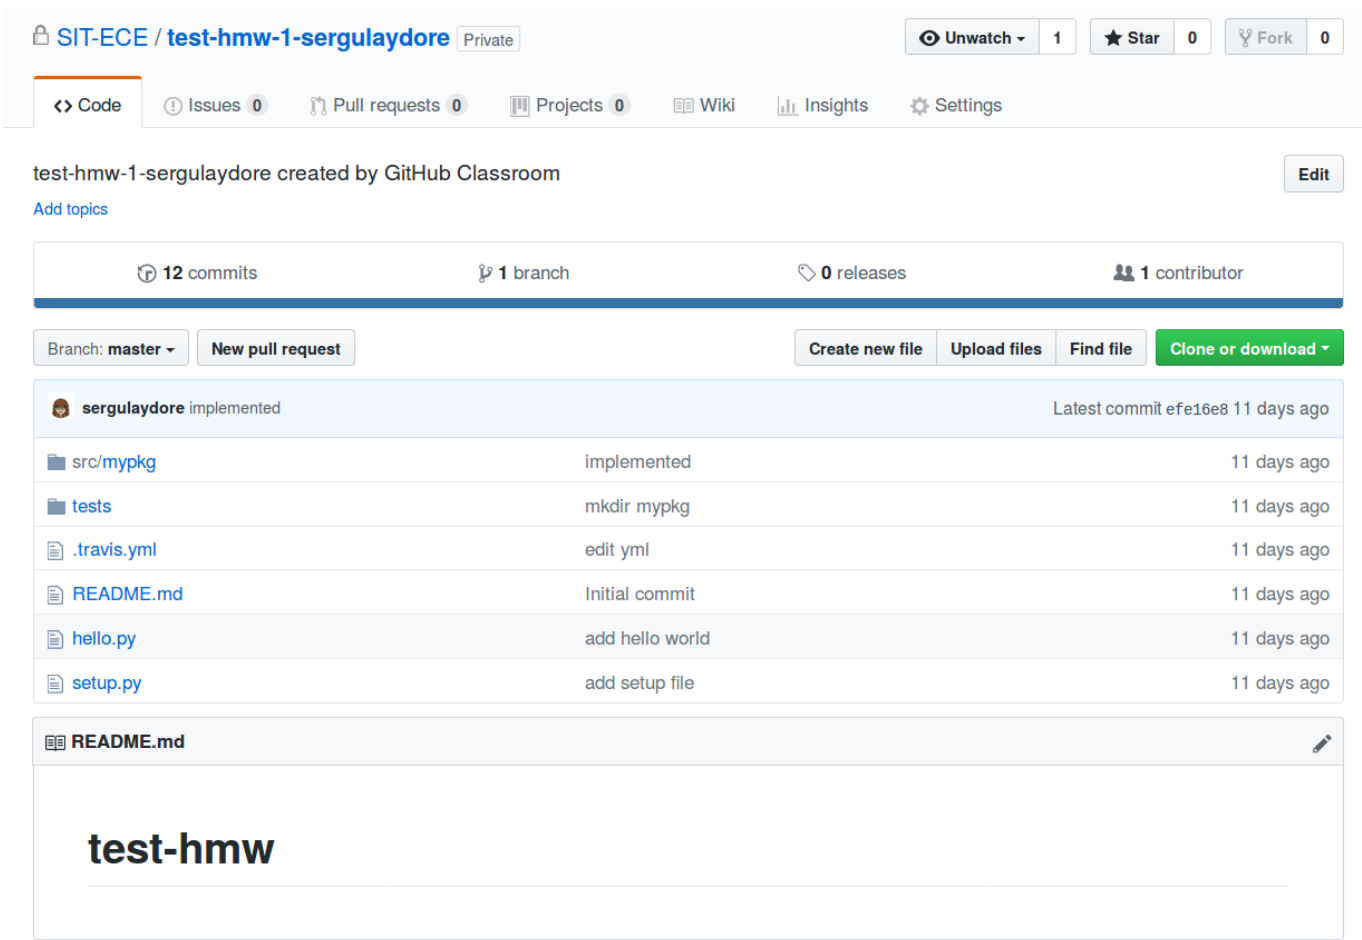 SIT-ECE / test-hmw-1-sergulaydore Private Unwatch 1 Star 0 Fork 0
Code Issues 0 Pull requests 0 Projects 0 Wiki Insights Settings
test-hmw-1-sergulaydore created by GitHub Classroom Edit
Add topics
12 commits 1 branch 0 releases 1 contributor
Branch: master New pull request Create new file Upload files Find file Clone or download
sergulaydore implemented Latest commit efe16e8 11 days ago
src/mypkg implemented 11 days ago
tests mkdir mypkg 11 days ago
.travis.yml edit yml 11 days ago
README.md Initial commit 11 days ago
hello.py add hello world 11 days ago
setup.py add setup file 11 days ago
README.md
test-hmw